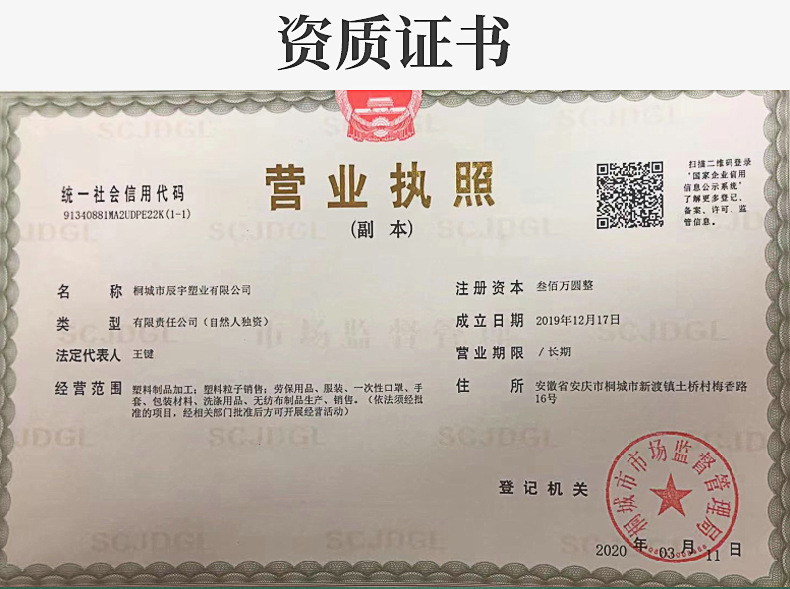 资质证书
统一社会信用代码
91340881MA2UDPE22K(1-1)
营业执照
(副 本)
扫描二维码登录
‘国家企业信用
信息公示系统’
了解更多登记、
备案、许可、监
管信息。
名 称 桐城市辰宇塑业有限公司
类 型 有限责任公司（自然人独资）
法定代表人 王键
经营范围 塑料制品加工；塑料粒子销售；劳保用品、服装、一次性口罩、手
套、包装材料、洗涤用品、无纺布制品生产、销售。（依法须经批
准的项目，经相关部门批准后方可开展经营活动）
注册资本 叁佰万圆整
成立日期 2019年12月17日
营业期限 / 长期
住 所 安徽省安庆市桐城市新渡镇土桥村梅香路
16号
登记机关
桐城市市场监督管理局
2020 年 03 月 11 日
SCJDGL
市场监督管理